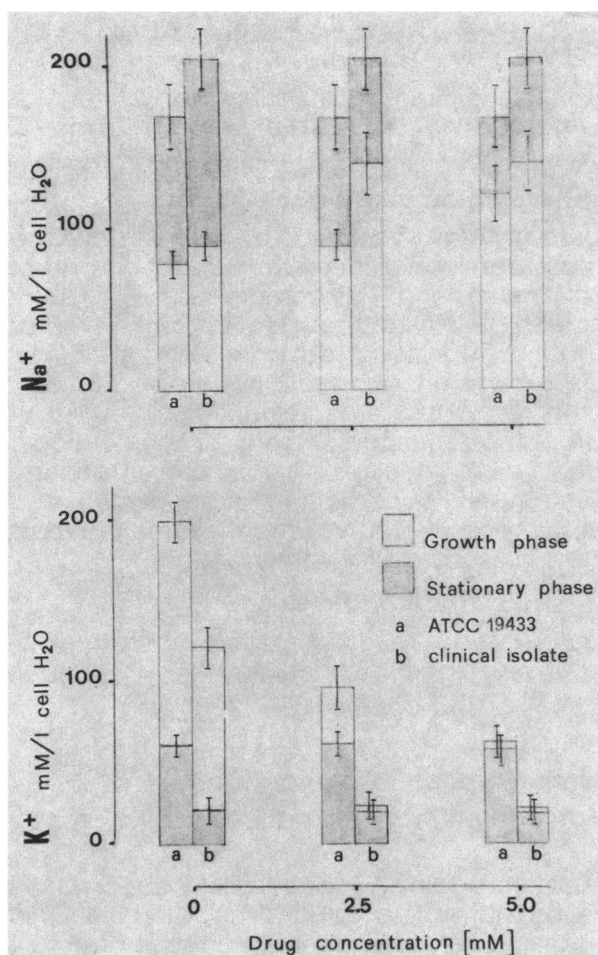 200
100
0
Na+ mM/l cell H2O
a b
a b
a b
200
100
0
K+ mM/l cell H2O
Growth phase
Stationary phase
a ATCC 19433
b clinical isolate
a b
a b
a b
0 2.5 5.0
Drug concentration [mM]